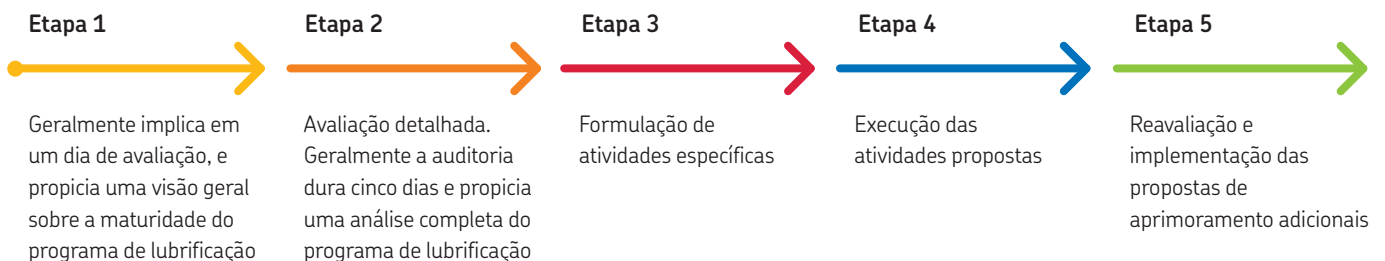 Etapa 1
Geralmente implica em
um dia de avaliação, e
propicia uma visão geral
sobre a maturidade do
programa de lubrificação
Etapa 2
Avaliação detalhada.
Geralmente a auditoria
dura cinco dias e propicia
uma análise completa do
programa de lubrificação
Etapa 3
Formulação de
atividades específicas
Etapa 4
Execução das
atividades propostas
Etapa 5
Reavaliação e
implementação das
propostas de
aprimoramento adicionais